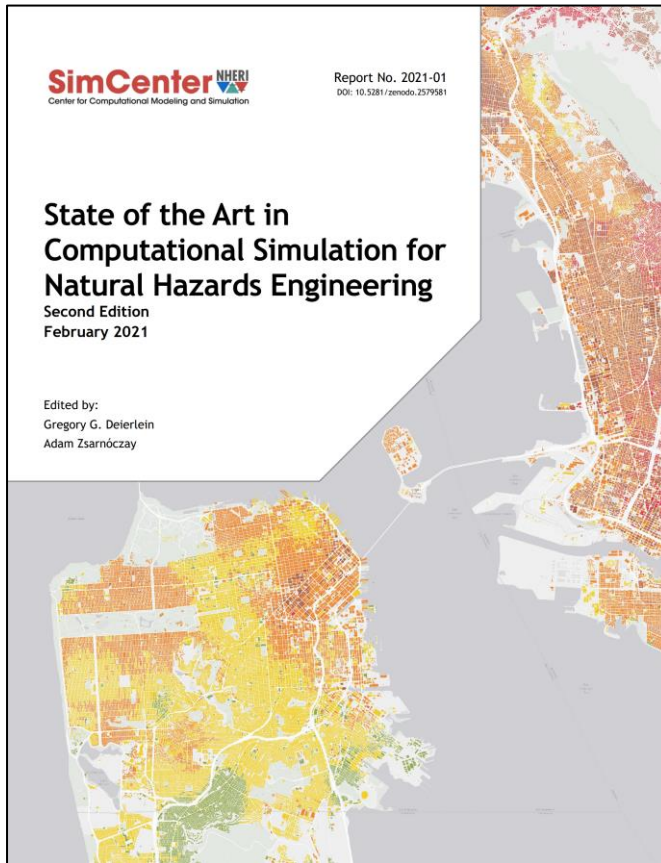 SimCenter NHERI
Center for Computational Modeling and Simulation
Report No. 2021-01
DOI: 10.5281/zenodo.2579581
State of the Art in
Computational Simulation for
Natural Hazards Engineering
Second Edition
February 2021
Edited by:
Gregory G. Deierlein
Adam Zsarnóczay